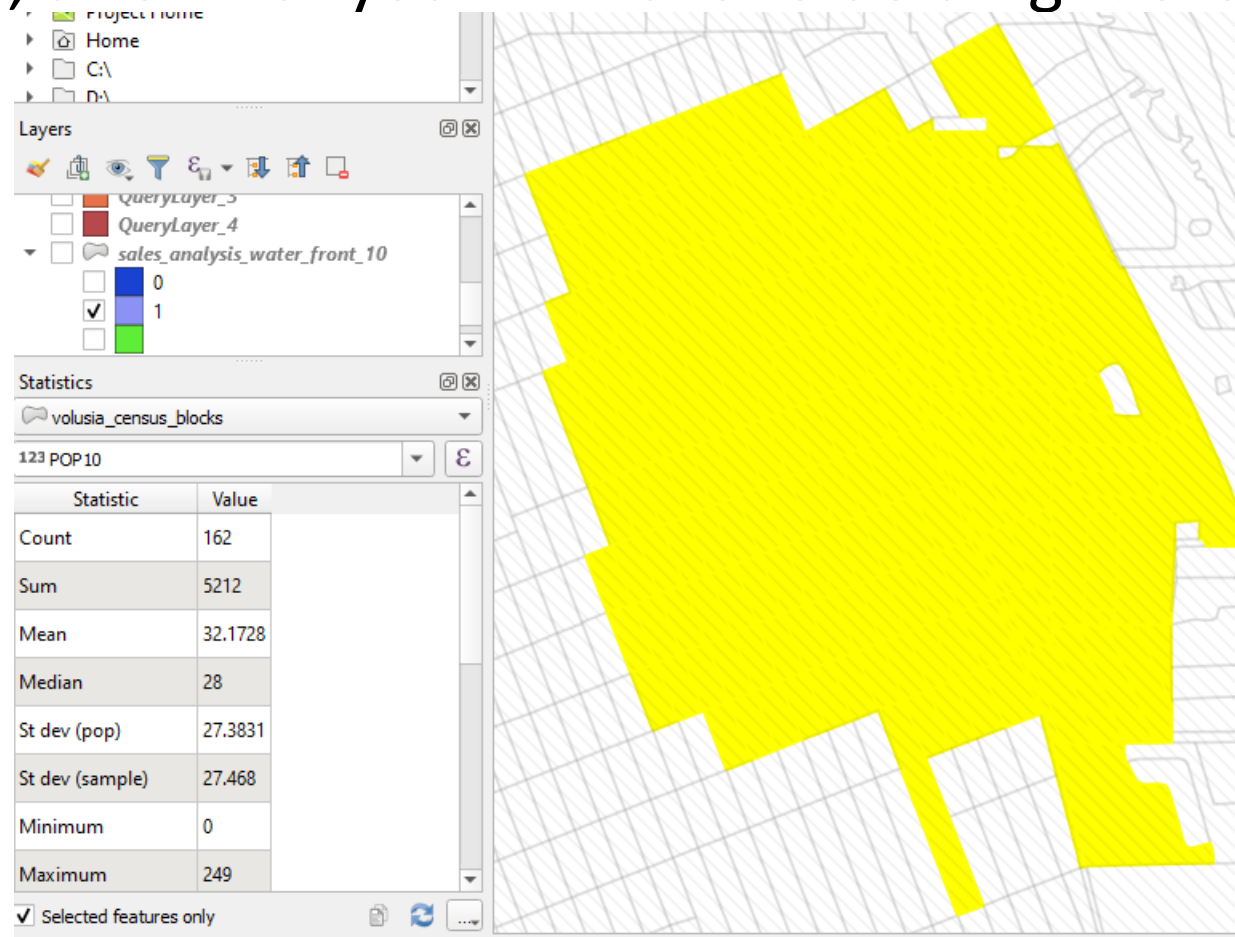 Project Home
Home
C:\
D:\
Layers
QueryLayer_4
sales_analysis_water_front_10
0
1
Statistics
volusia_census_blocks
123 POP10
ε
Statistic Value
Count 162
Sum 5212
Mean 32.1728
Median 28
St dev (pop) 27.3831
St dev (sample) 27.468
Minimum 0
Maximum 249
Selected features only
...